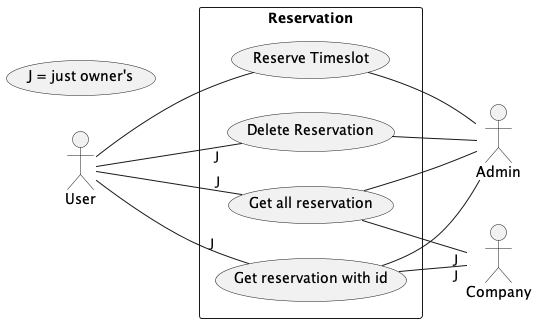 Reservation
Reserve Timeslot
J = just owner's
Delete Reservation
J
User
Admin
J
Get all reservation
J
J
Get reservation with id
J
Company